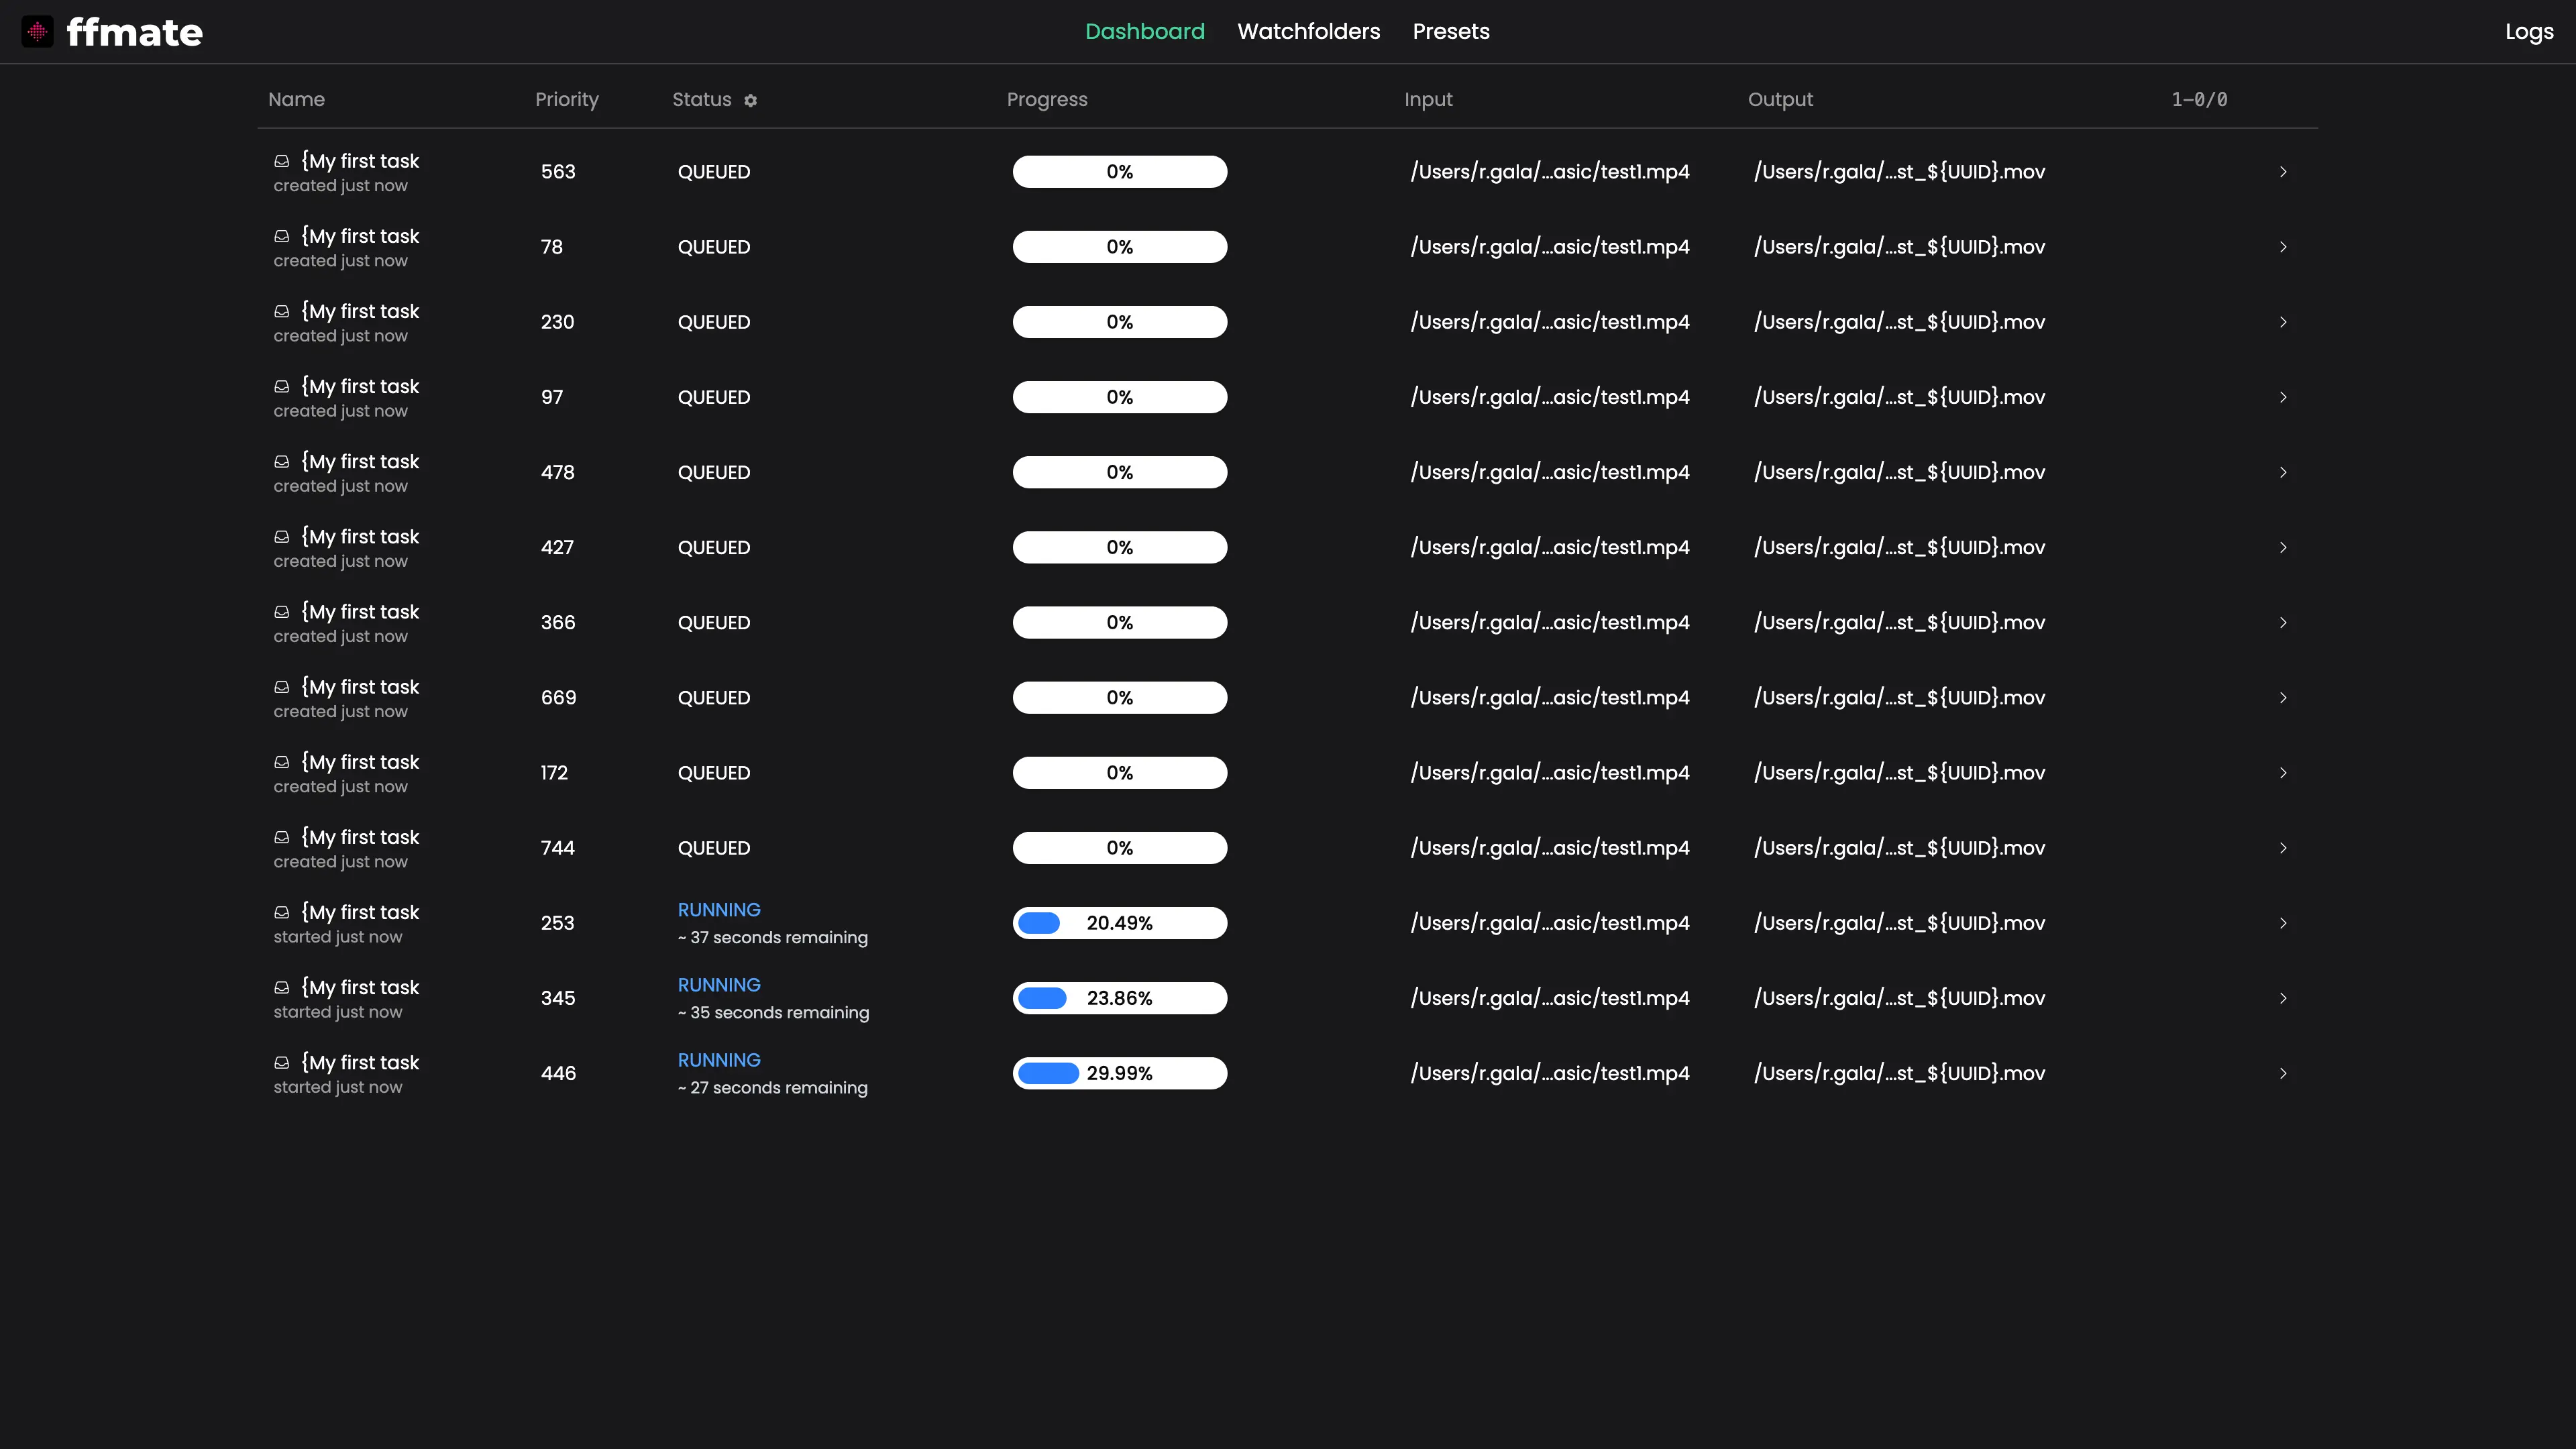 ffmate Dashboard Watchfolders Presets Logs
Name Priority Status Progress Input Output 1–0/0
{My first task
created just now
563 QUEUED 0% /Users/r.gala/...asic/test1.mp4 /Users/r.gala/...st_${UUID}.mov
{My first task
created just now
78 QUEUED 0% /Users/r.gala/...asic/test1.mp4 /Users/r.gala/...st_${UUID}.mov
{My first task
created just now
230 QUEUED 0% /Users/r.gala/...asic/test1.mp4 /Users/r.gala/...st_${UUID}.mov
{My first task
created just now
97 QUEUED 0% /Users/r.gala/...asic/test1.mp4 /Users/r.gala/...st_${UUID}.mov
{My first task
created just now
478 QUEUED 0% /Users/r.gala/...asic/test1.mp4 /Users/r.gala/...st_${UUID}.mov
{My first task
created just now
427 QUEUED 0% /Users/r.gala/...asic/test1.mp4 /Users/r.gala/...st_${UUID}.mov
{My first task
created just now
366 QUEUED 0% /Users/r.gala/...asic/test1.mp4 /Users/r.gala/...st_${UUID}.mov
{My first task
created just now
669 QUEUED 0% /Users/r.gala/...asic/test1.mp4 /Users/r.gala/...st_${UUID}.mov
{My first task
created just now
172 QUEUED 0% /Users/r.gala/...asic/test1.mp4 /Users/r.gala/...st_${UUID}.mov
{My first task
created just now
744 QUEUED 0% /Users/r.gala/...asic/test1.mp4 /Users/r.gala/...st_${UUID}.mov
{My first task
started just now
253 RUNNING
~ 37 seconds remaining
20.49% /Users/r.gala/...asic/test1.mp4 /Users/r.gala/...st_${UUID}.mov
{My first task
started just now
345 RUNNING
~ 35 seconds remaining
23.86% /Users/r.gala/...asic/test1.mp4 /Users/r.gala/...st_${UUID}.mov
{My first task
started just now
446 RUNNING
~ 27 seconds remaining
29.99% /Users/r.gala/...asic/test1.mp4 /Users/r.gala/...st_${UUID}.mov